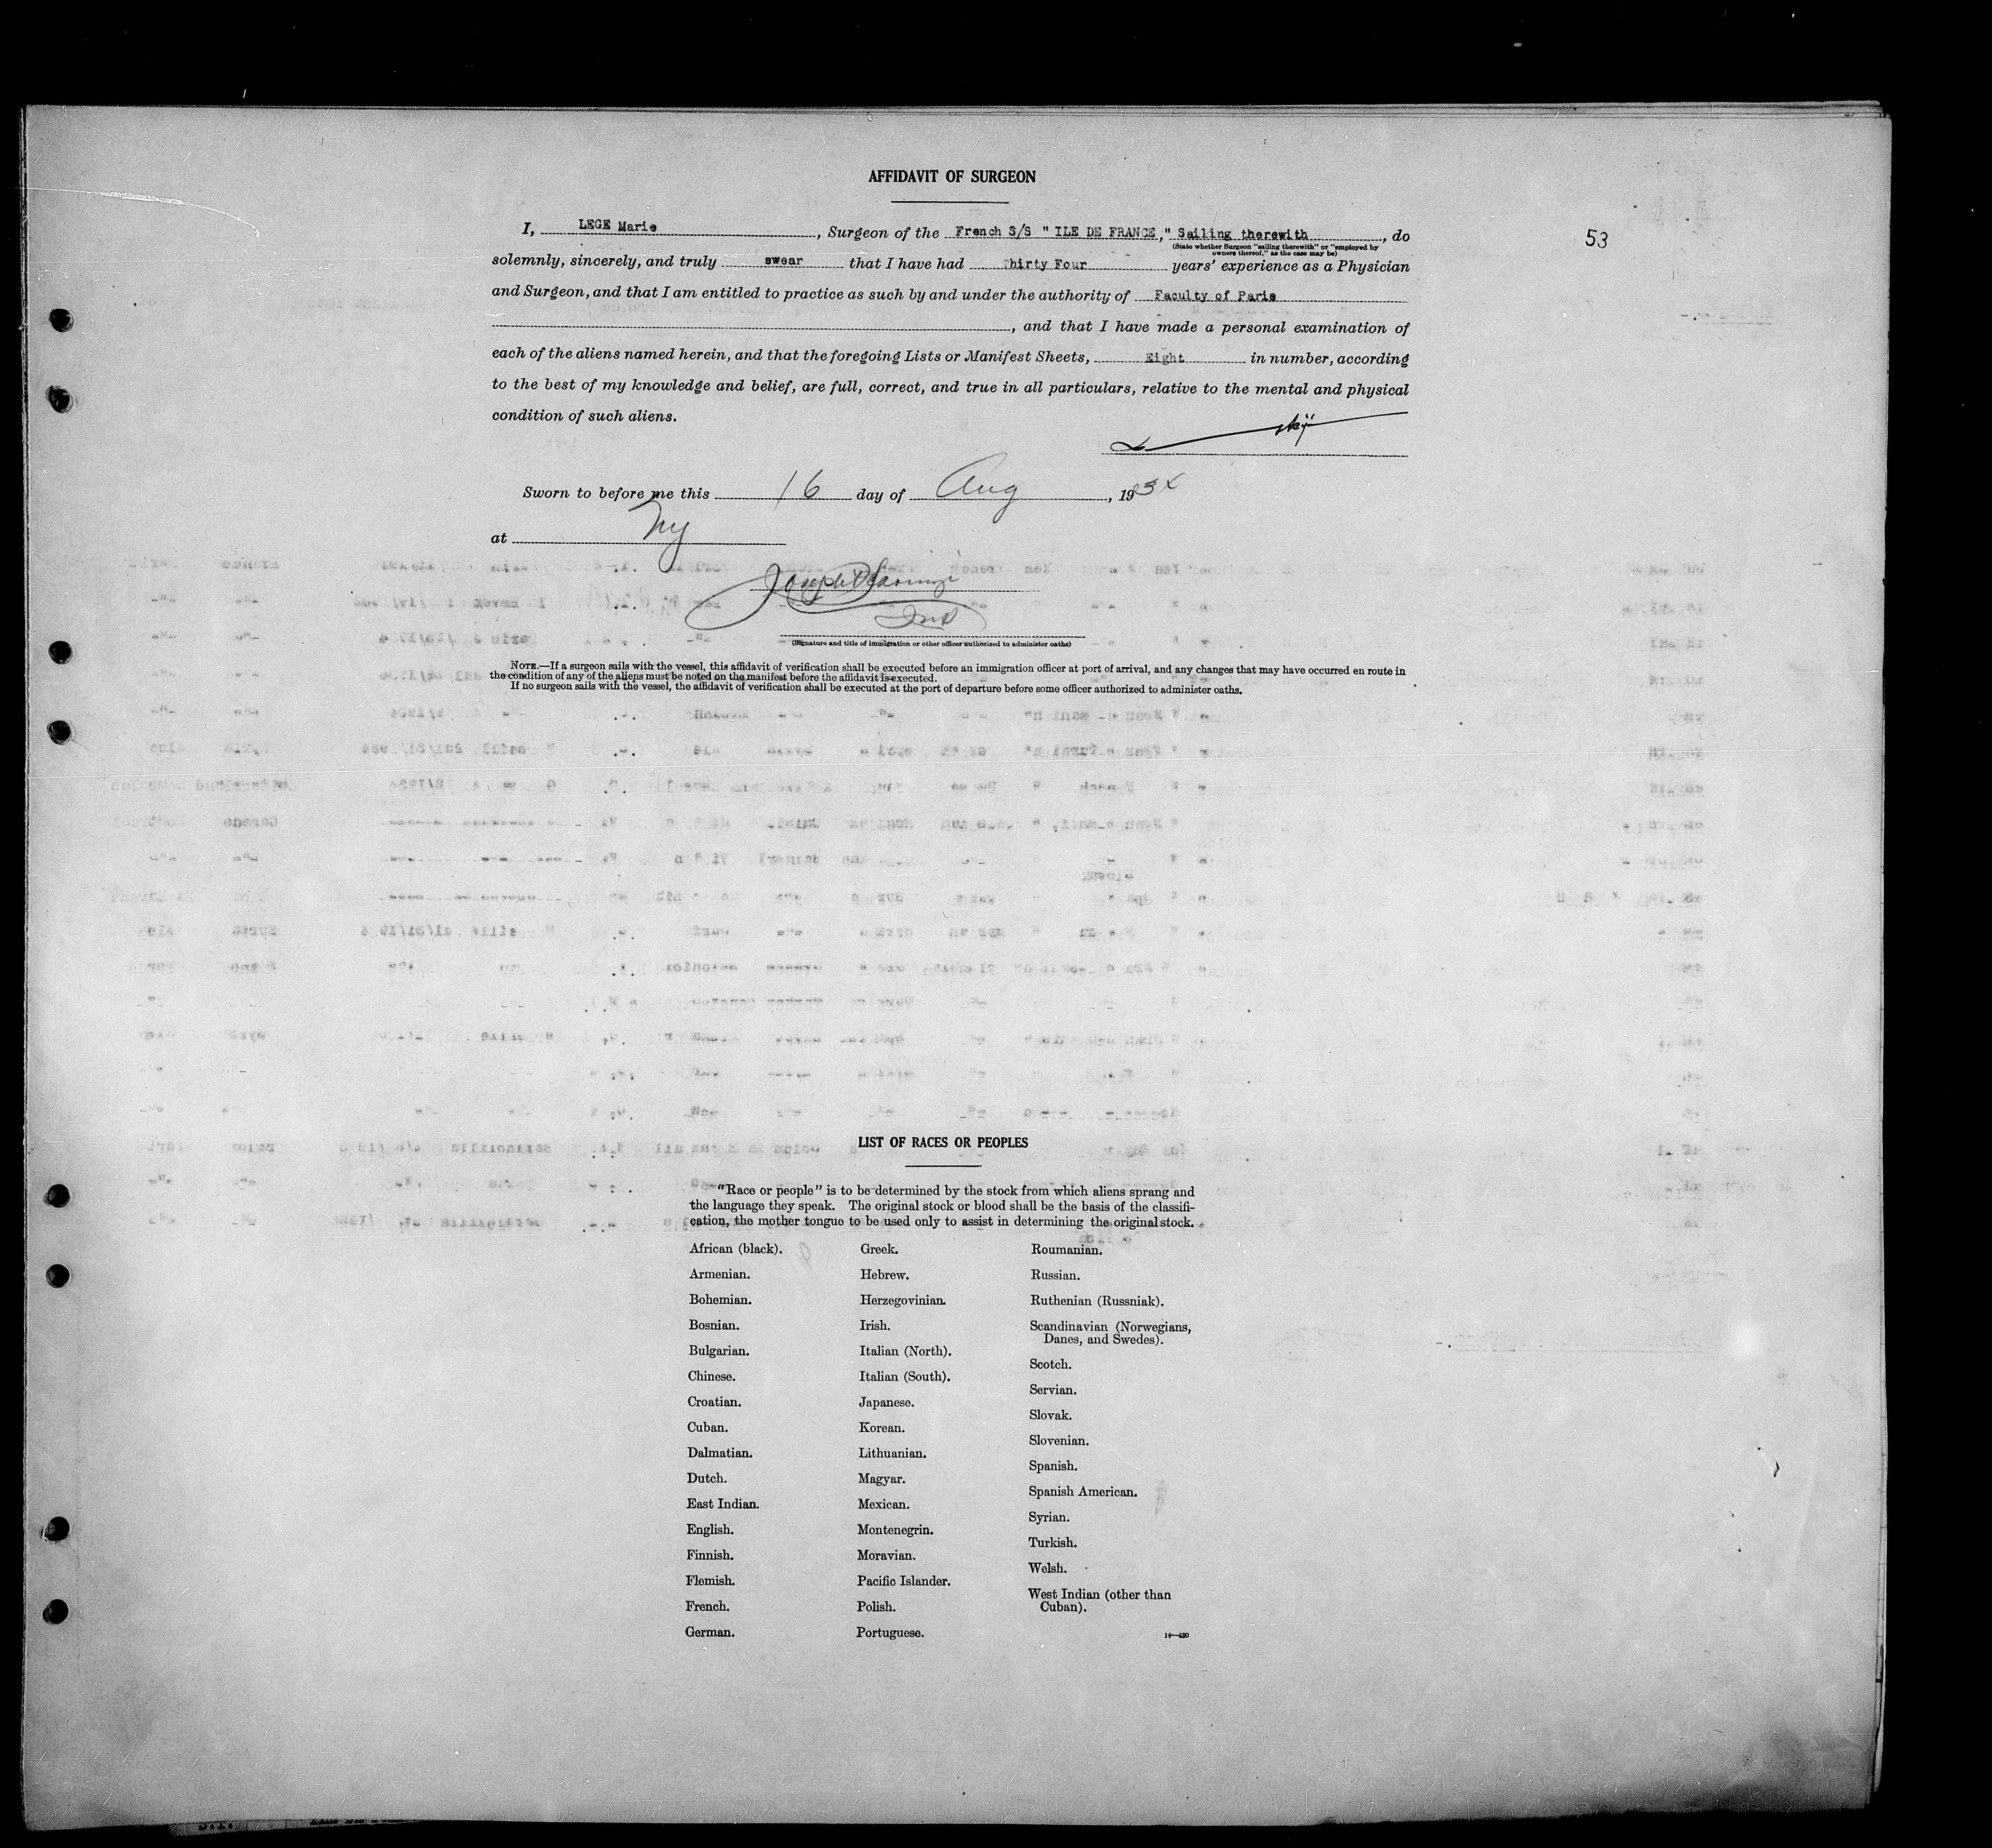 AFFIDAVIT OF SURGEON
53
I, LEGE Marie, Surgeon of the French S/S " ILE DE FRANCE," Sailing therewith, do
(State whether Surgeon "sailing therewith" or "employed by
owners thereof," as the case may be)
solemnly, sincerely, and truly swear that I have had Thirty Four years' experience as a Physician
and Surgeon, and that I am entitled to practice as such by and under the authority of Faculty of Paris
, and that I have made a personal examination of
each of the aliens named herein, and that the foregoing Lists or Manifest Sheets, Eight in number, according
to the best of my knowledge and belief, are full, correct, and true in all particulars, relative to the mental and physical
condition of such aliens.
Sworn to before me this 16 day of Aug, 193
at NY
Joseph
(Signature and title of immigration or other officer authorized to administer oaths)
NOTE.—If a surgeon sails with the vessel, this affidavit of verification shall be executed before an immigration officer at port of arrival, and any changes that may have occurred en route in
the condition of any of the aliens must be noted on the manifest before the affidavit is executed.
If no surgeon sails with the vessel, the affidavit of verification shall be executed at the port of departure before some officer authorized to administer oaths.
LIST OF RACES OR PEOPLES
"Race or people" is to be determined by the stock from which aliens sprang and
the language they speak. The original stock or blood shall be the basis of the classifi-
cation, the mother tongue to be used only to assist in determining the original stock.
African (black).
Armenian.
Bohemian.
Bosnian.
Bulgarian.
Chinese.
Croatian.
Cuban.
Dalmatian.
Dutch.
East Indian.
English.
Finnish.
Flemish.
French.
German.
Greek.
Hebrew.
Herzegovinian.
Irish.
Italian (North).
Italian (South).
Japanese.
Korean.
Lithuanian.
Magyar.
Mexican.
Montenegrin.
Moravian.
Pacific Islander.
Polish.
Portuguese.
Roumanian.
Russian.
Ruthenian (Russniak).
Scandinavian (Norwegians,
Danes, and Swedes).
Scotch.
Servian.
Slovak.
Slovenian.
Spanish.
Spanish American.
Syrian.
Turkish.
Welsh.
West Indian (other than
Cuban).
14—430